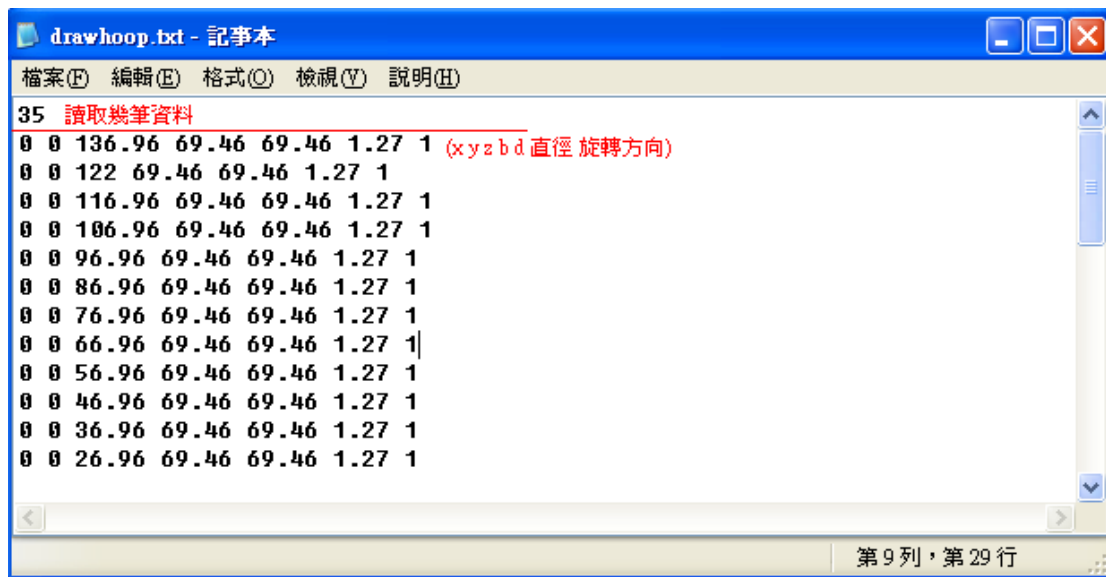 drawhoop.txt - 記事本
檔案(F) 編輯(E) 格式(O) 檢視(V) 說明(H)
35 讀取幾筆資料
0 0 136.96 69.46 69.46 1.27 1 (x y z b d 直徑 旋轉方向)
0 0 122 69.46 69.46 1.27 1
0 0 116.96 69.46 69.46 1.27 1
0 0 106.96 69.46 69.46 1.27 1
0 0 96.96 69.46 69.46 1.27 1
0 0 86.96 69.46 69.46 1.27 1
0 0 76.96 69.46 69.46 1.27 1
0 0 66.96 69.46 69.46 1.27 1
0 0 56.96 69.46 69.46 1.27 1
0 0 46.96 69.46 69.46 1.27 1
0 0 36.96 69.46 69.46 1.27 1
0 0 26.96 69.46 69.46 1.27 1
第 9 列，第 29 行